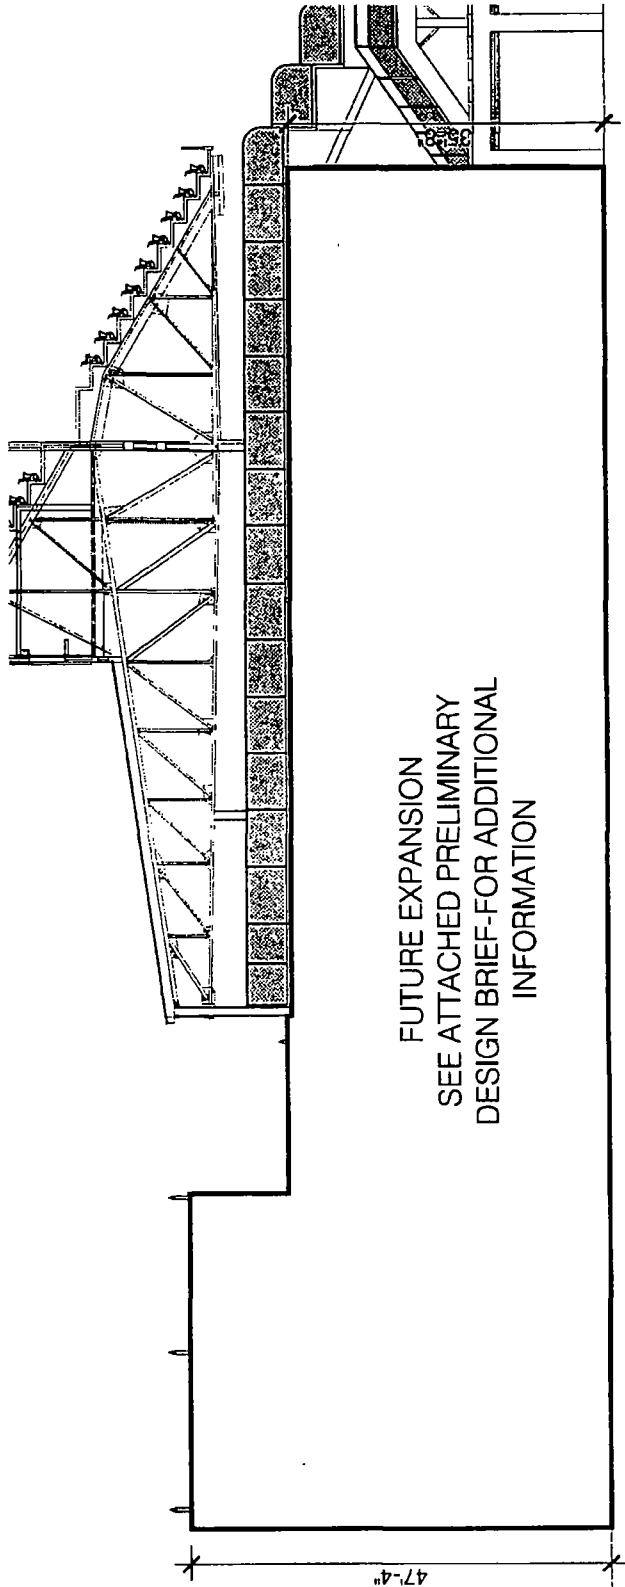 FUTURE EXPANSION
SEE ATTACHED PRELIMINARY
DESIGN BRIEF-FOR ADDITIONAL
INFORMATION
47'-4"